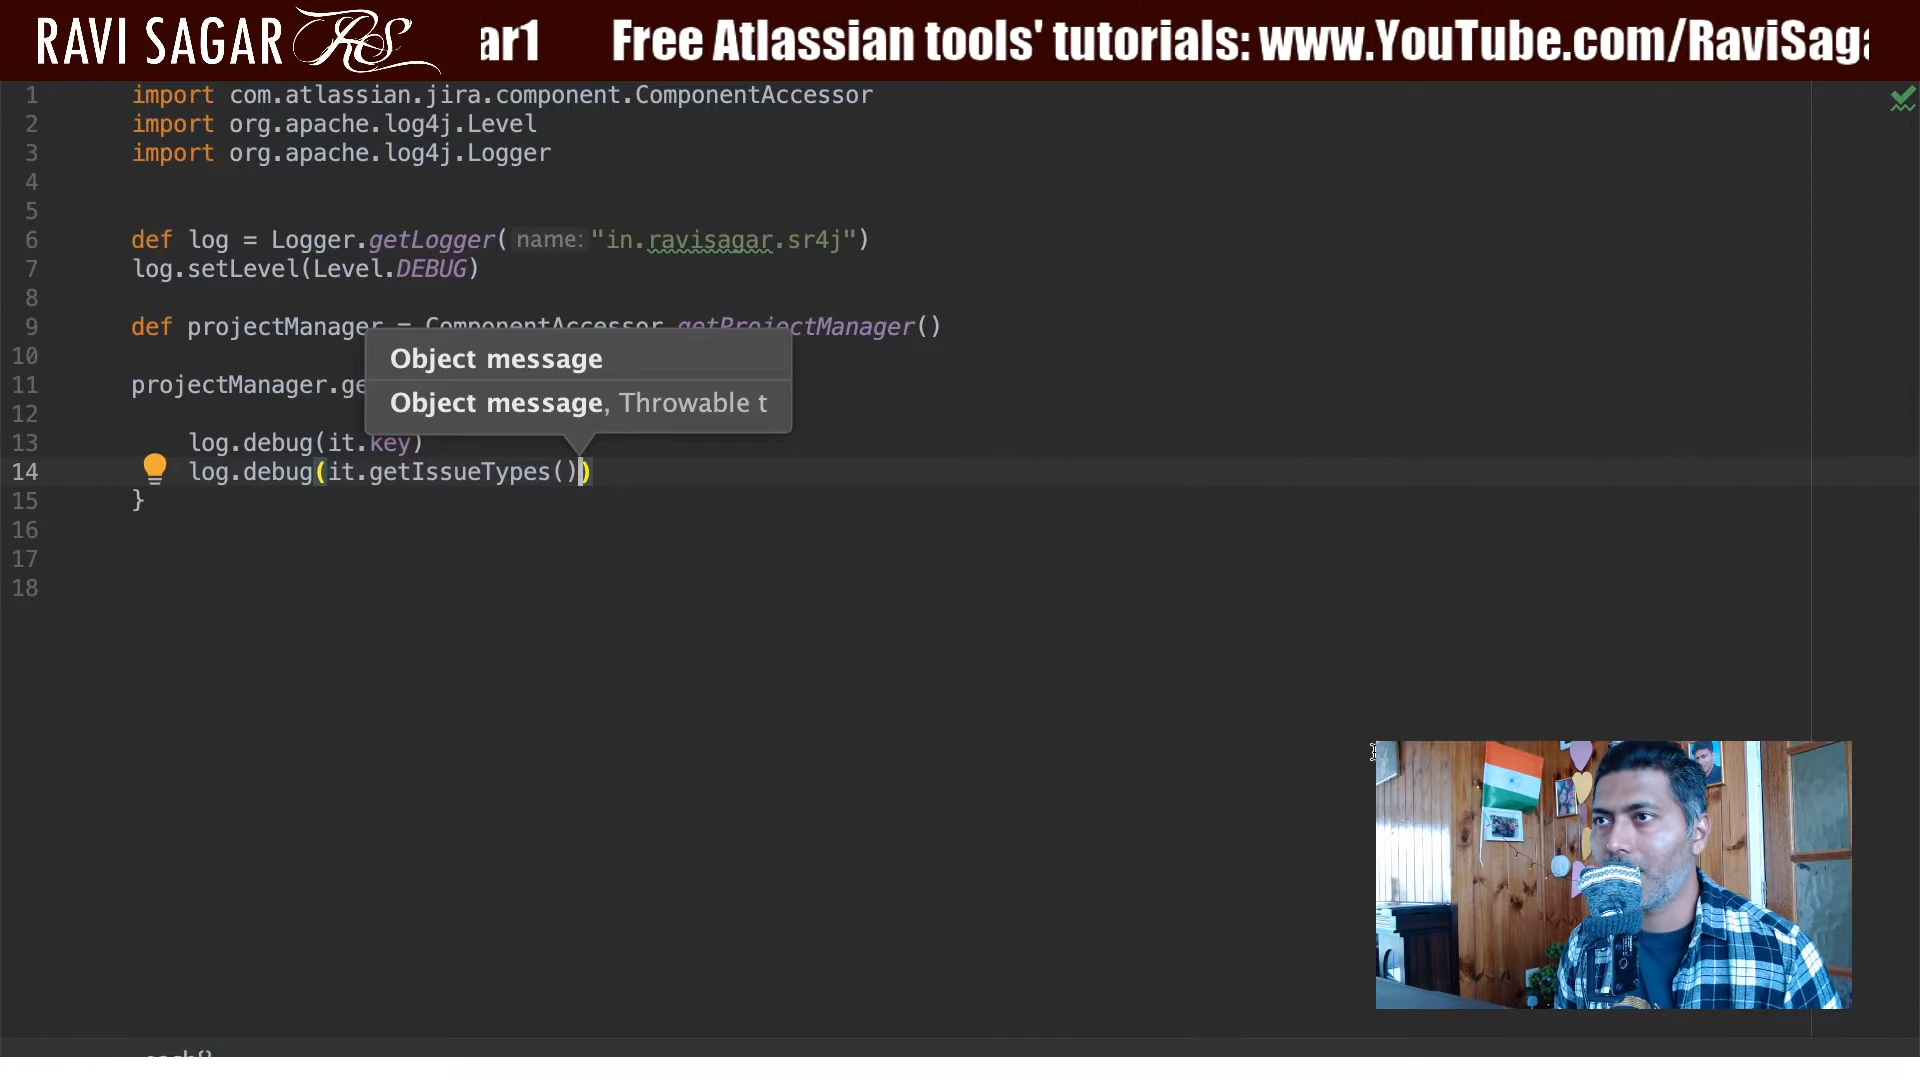 RAVI SAGAR RS ar1 Free Atlassian tools' tutorials: www.YouTube.com/RaviSaga
1 import com.atlassian.jira.component.ComponentAccessor
2 import org.apache.log4j.Level
3 import org.apache.log4j.Logger
4
5
6 def log = Logger.getLogger( name: "in.ravisagar.sr4j")
7 log.setLevel(Level.DEBUG)
8
9 def projectManager = ComponentAccessor.getProjectManager()
10
Object message
11 projectManager.ge
Object message, Throwable t
12
13 log.debug(it.key)
14 log.debug(it.getIssueTypes())
15 }
16
17
18